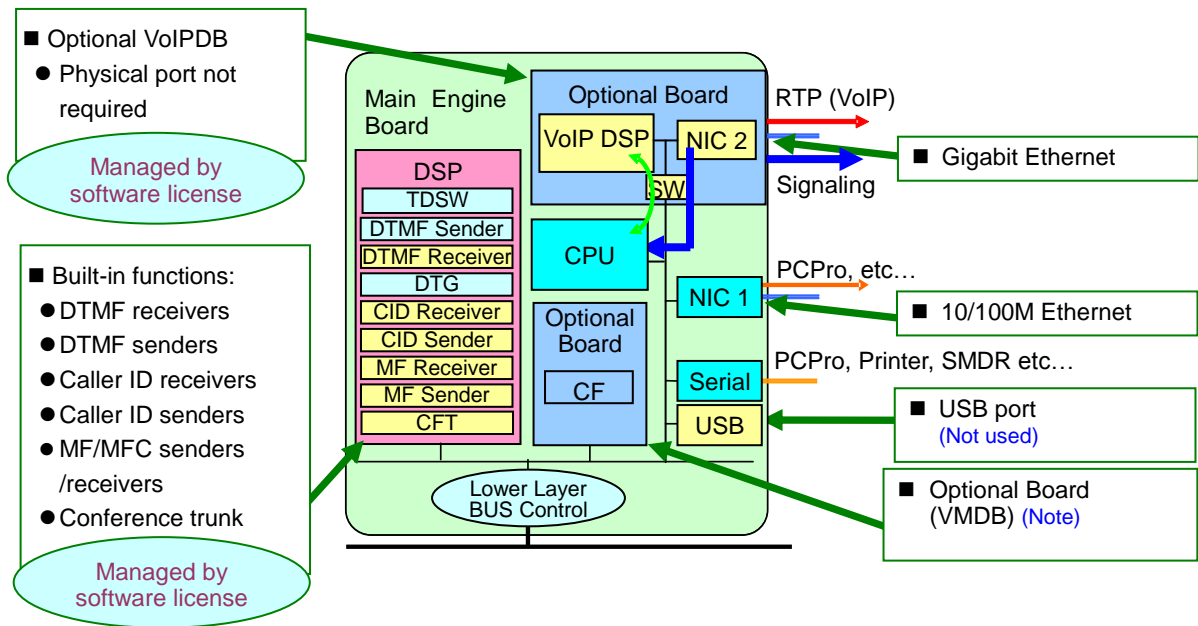 ■ Optional VoIPDB
● Physical port not
required
Managed by
software license
■ Built-in functions:
● DTMF receivers
● DTMF senders
● Caller ID receivers
● Caller ID senders
● MF/MFC senders
/receivers
● Conference trunk
Managed by
software license
Main Engine
Board
DSP
TDSW
DTMF Sender
DTMF Receiver
DTG
CID Receiver
CID Sender
MF Receiver
MF Sender
CFT
Optional Board
VoIP DSP
NIC 2
SW
CPU
Optional
Board
CF
NIC 1
Serial
USB
Lower Layer
BUS Control
RTP (VoIP)
Signaling
PCPro, etc…
PCPro, Printer, SMDR etc…
■ Gigabit Ethernet
■ 10/100M Ethernet
■ USB port
(Not used)
■ Optional Board
(VMDB) (Note)